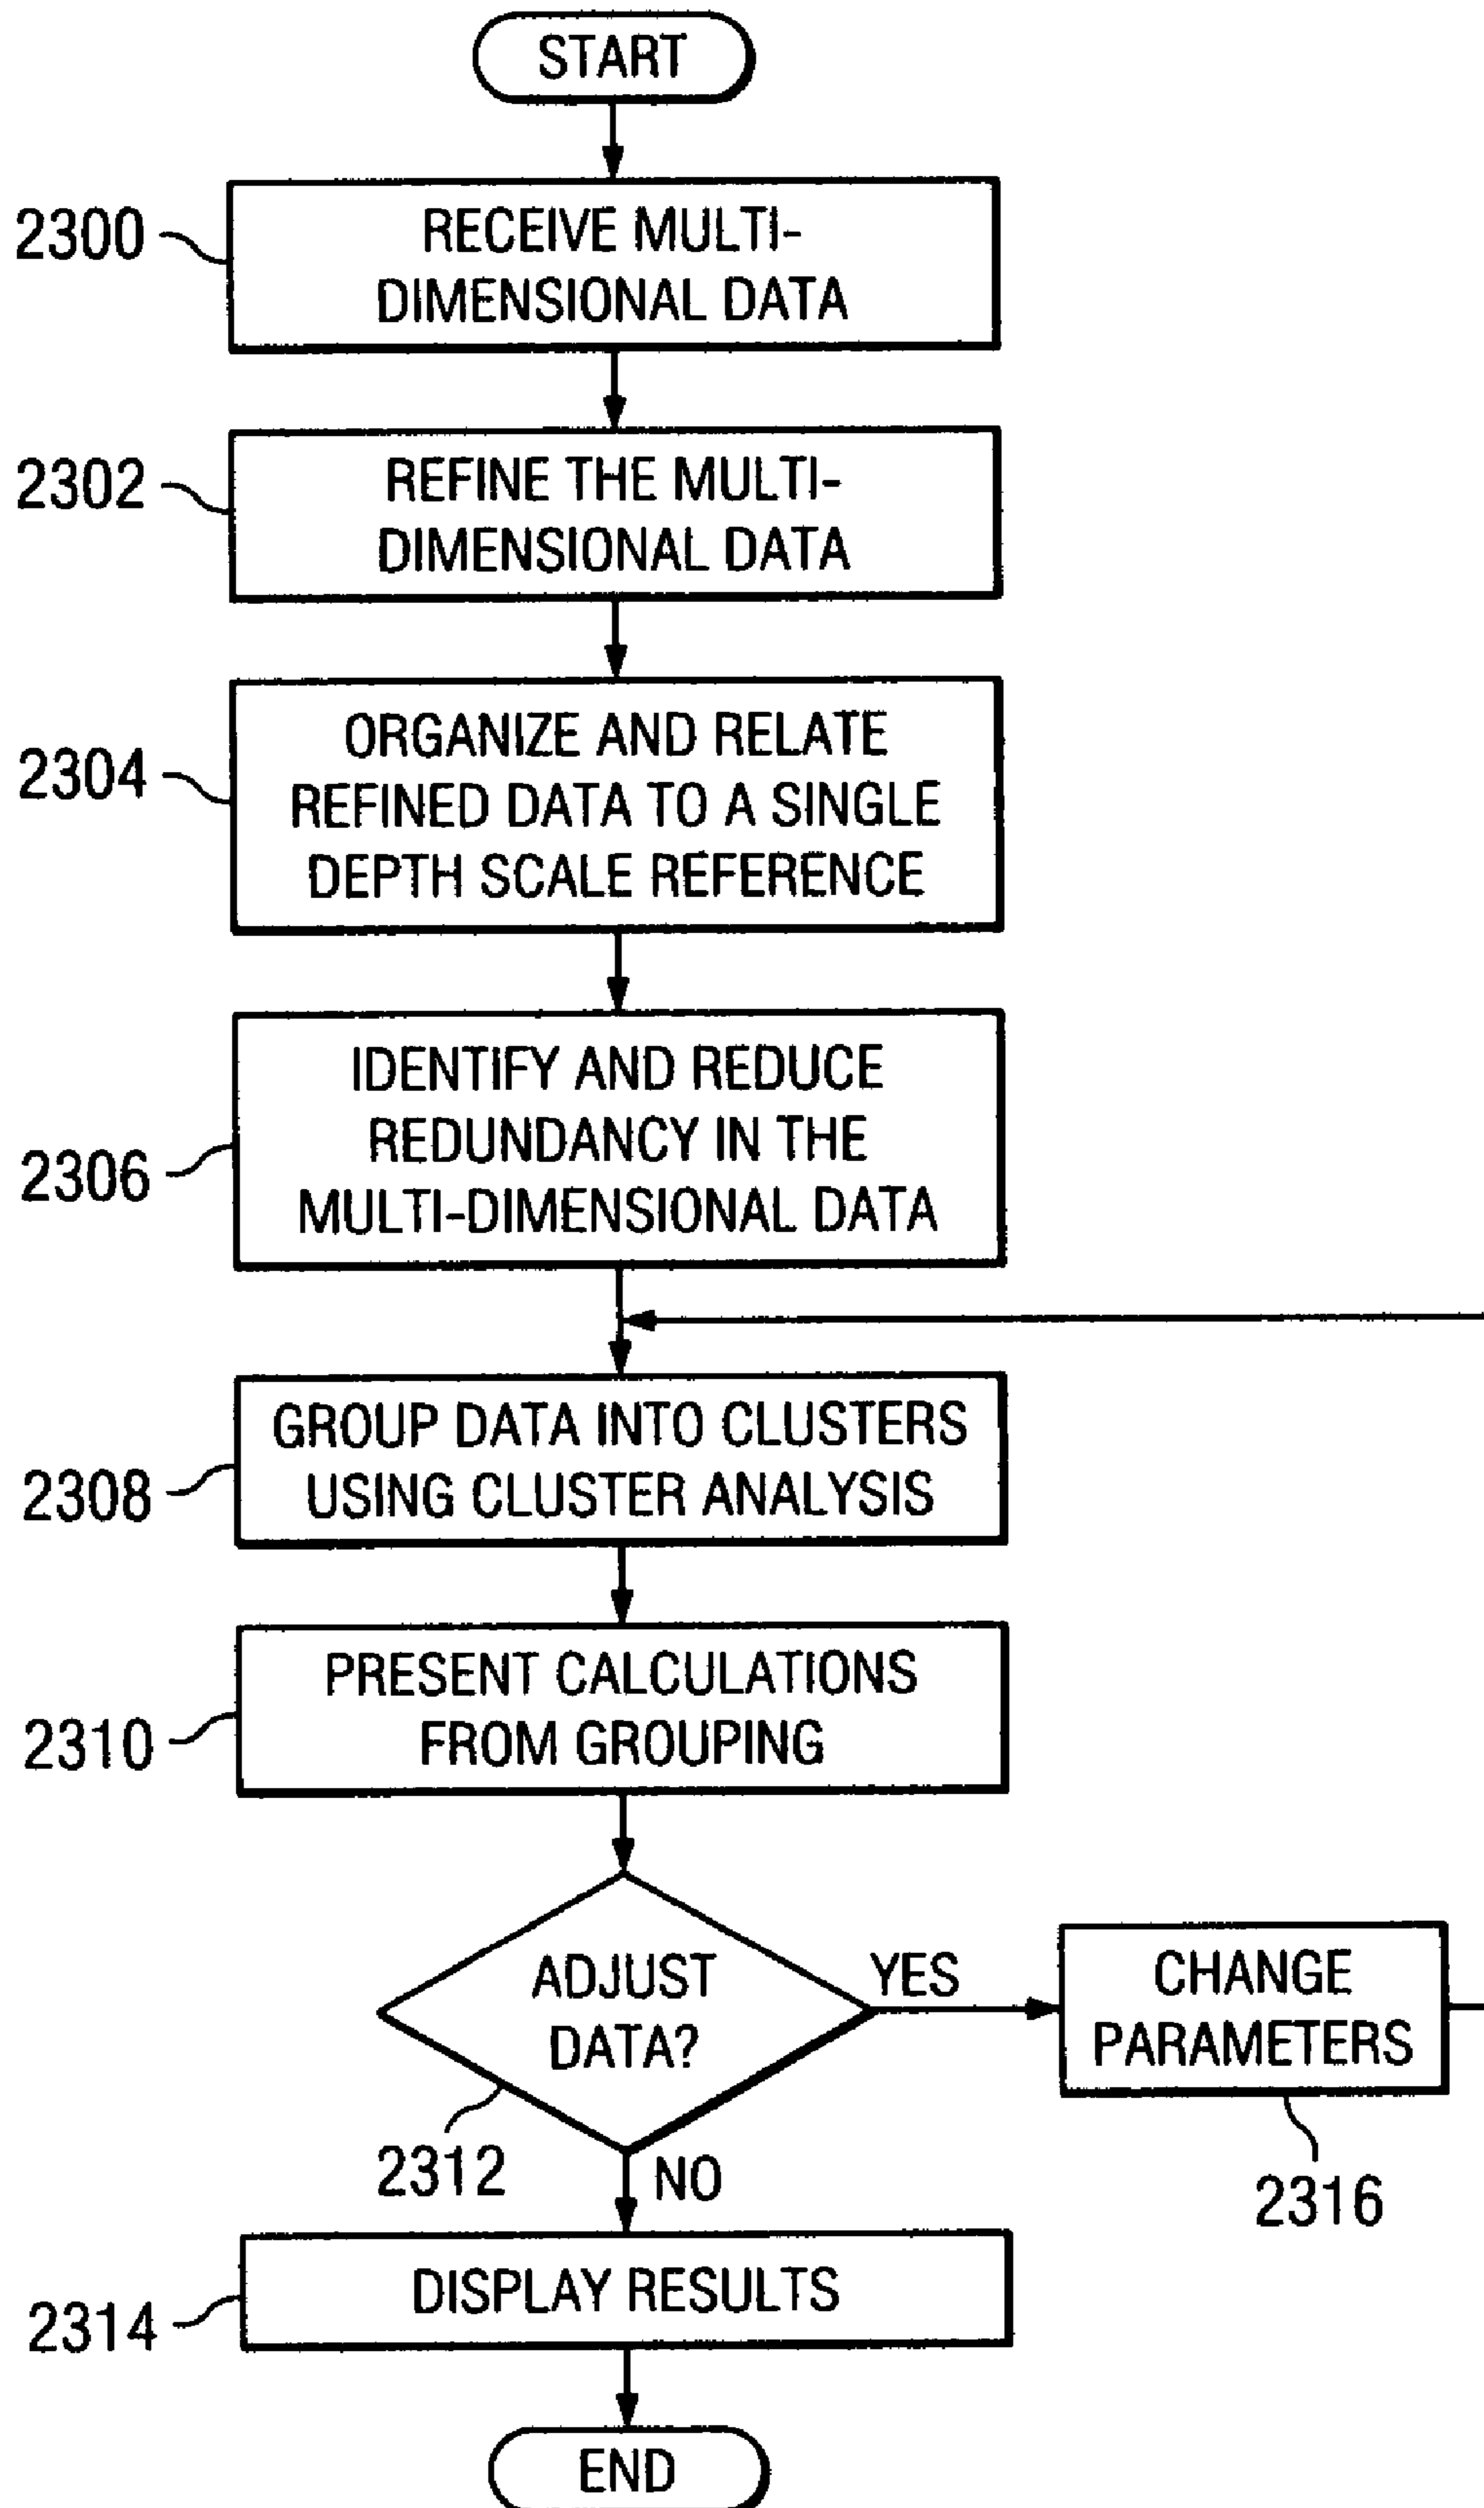 START
2300
RECEIVE MULTI-
DIMENSIONAL DATA
2302
REFINE THE MULTI-
DIMENSIONAL DATA
2304
ORGANIZE AND RELATE
REFINED DATA TO A SINGLE
DEPTH SCALE REFERENCE
2306
IDENTIFY AND REDUCE
REDUNDANCY IN THE
MULTI-DIMENSIONAL DATA
2308
GROUP DATA INTO CLUSTERS
USING CLUSTER ANALYSIS
2310
PRESENT CALCULATIONS
FROM GROUPING
ADJUST
DATA?
2312
YES
CHANGE
PARAMETERS
2316
NO
2314
DISPLAY RESULTS
END